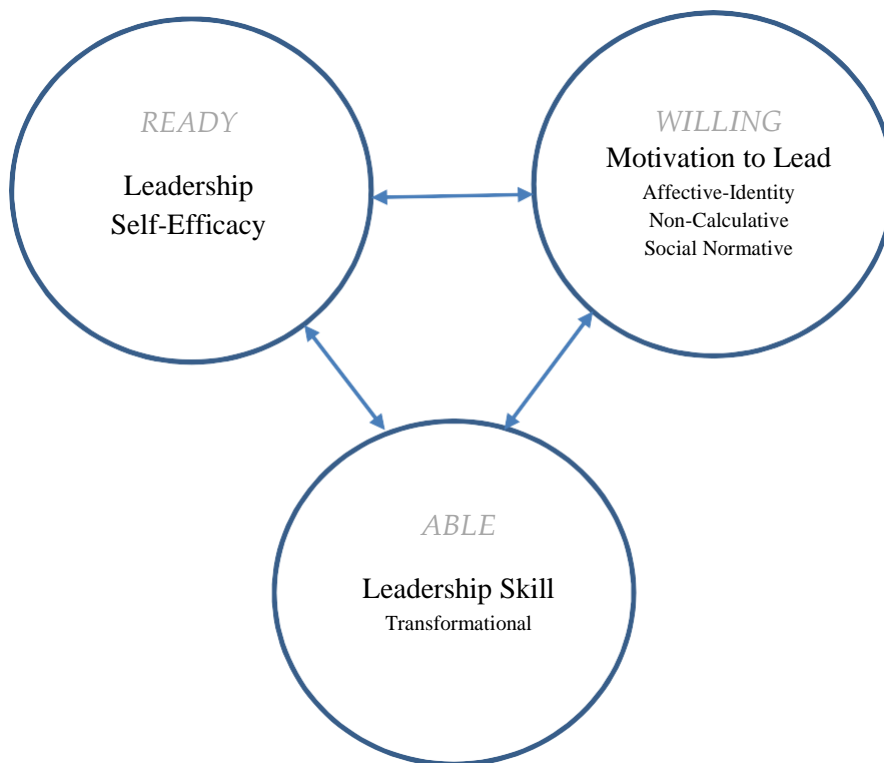 READY
Leadership
Self-Efficacy
WILLING
Motivation to Lead
Affective-Identity
Non-Calculative
Social Normative
ABLE
Leadership Skill
Transformational